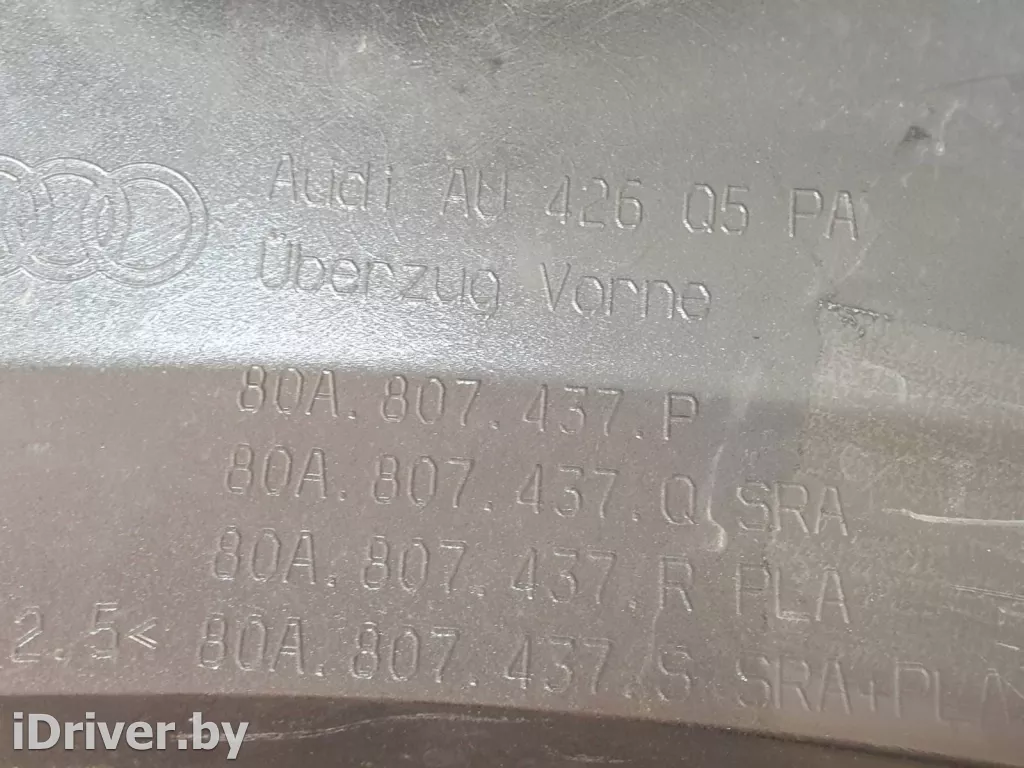 Audi AU 426 Q5 PA
Überzug Vorne
80A.807.437.P
80A.807.437.Q SRA
80A.807.437.R PLA
2,5< 80A.807.437.S SRA+PLA
iDriver.by